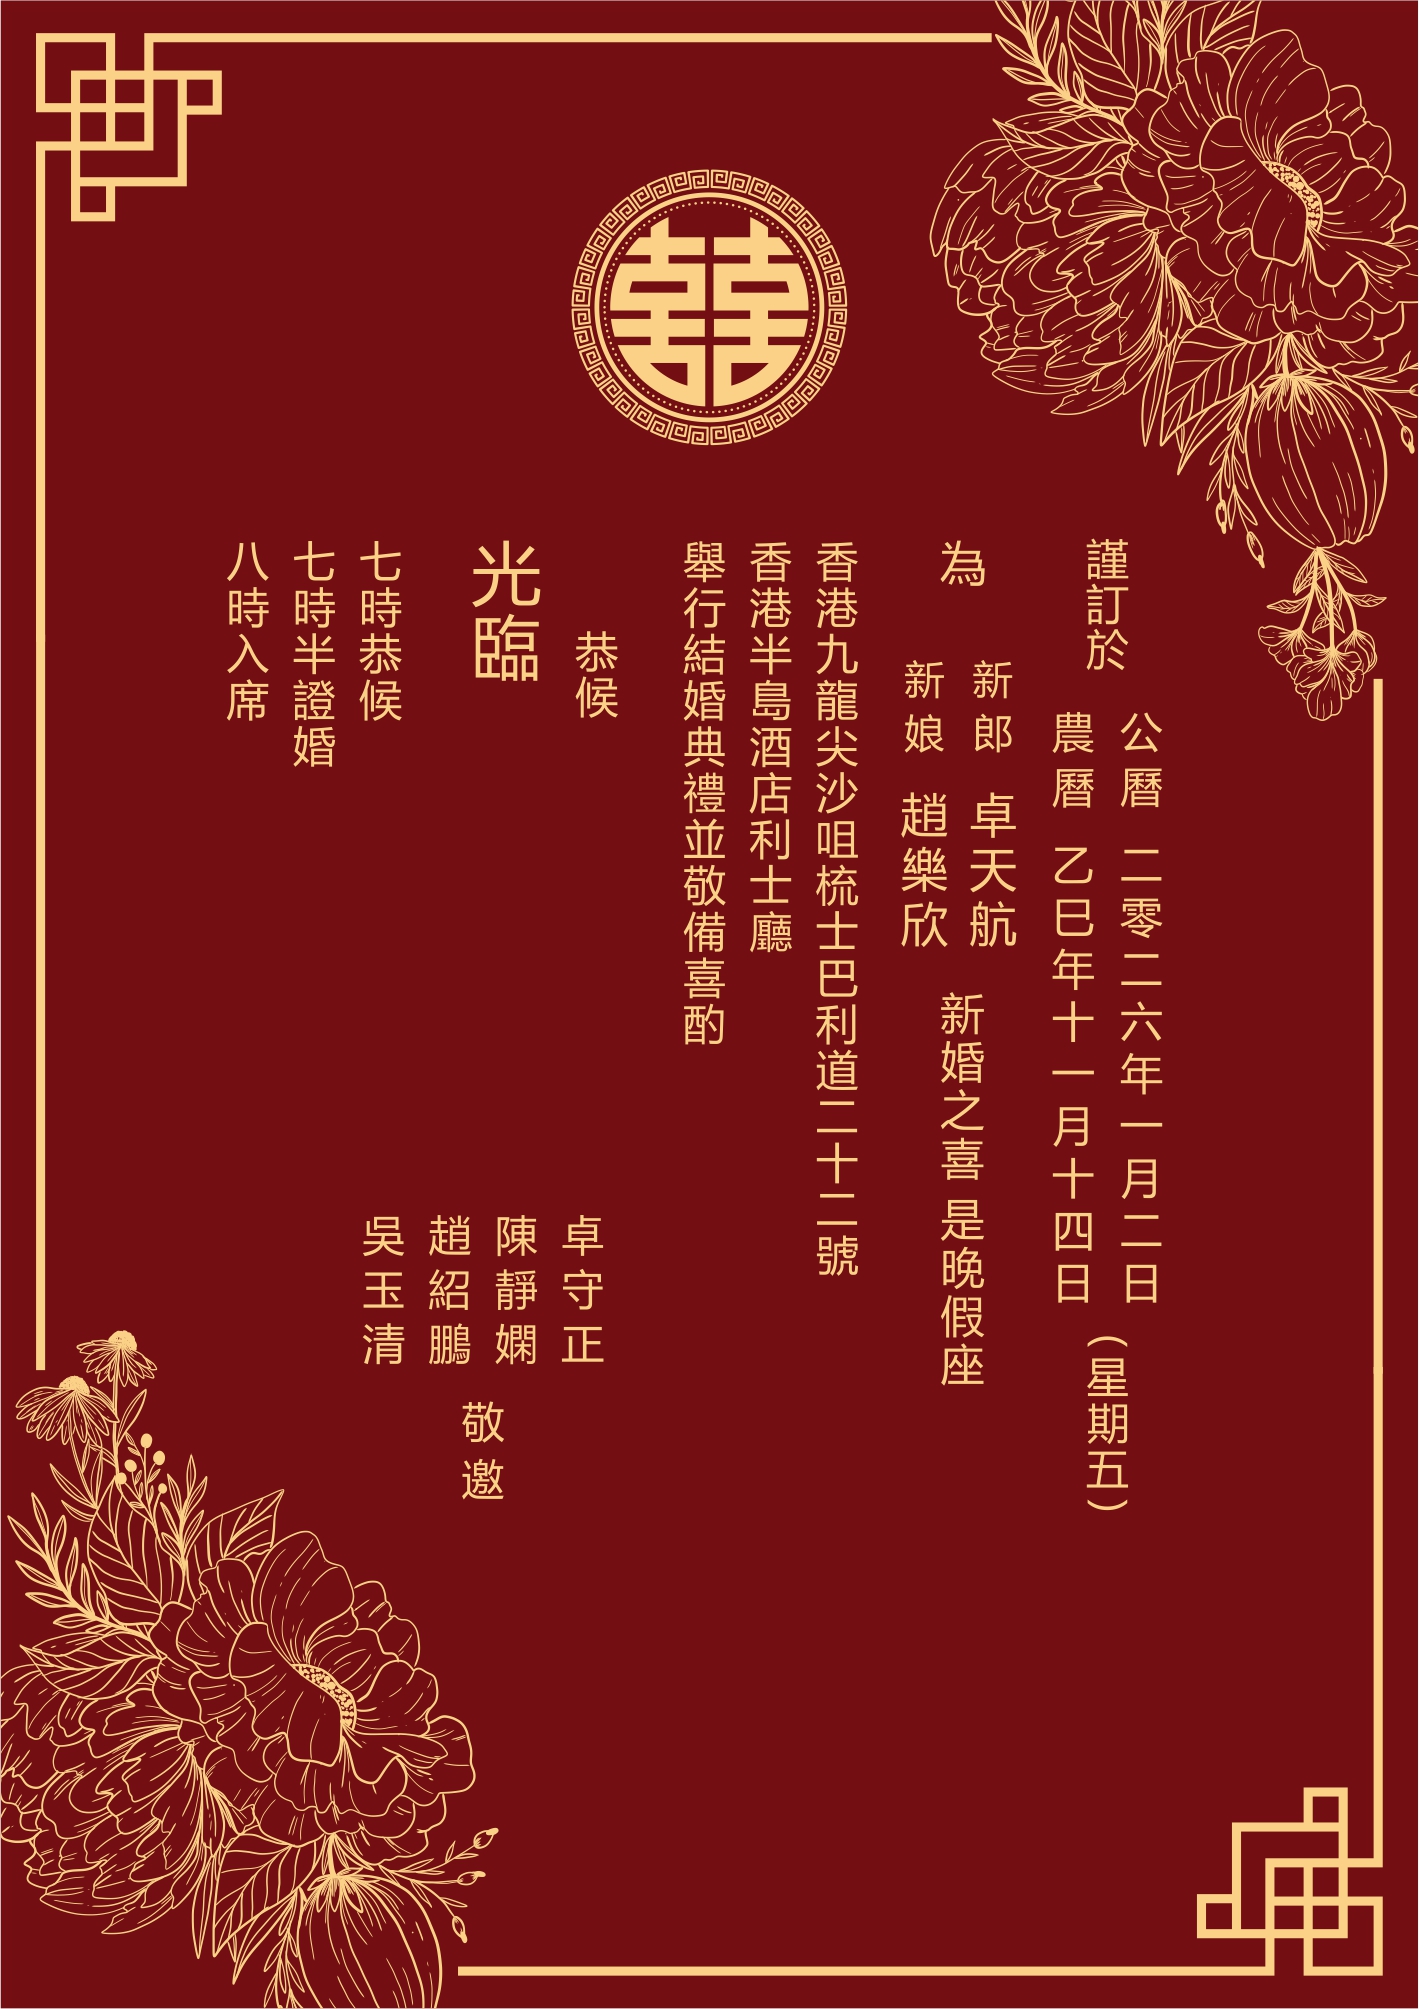 囍
謹訂於
公曆 二零二六年一月二日
農曆 乙巳年十一月十四日
（星期五）
為
新郎 卓天航
新娘 趙樂欣
新婚之喜 是晚假座
香港九龍尖沙咀梳士巴利道二十二號
香港半島酒店利士廳
舉行結婚典禮並敬備喜酌
恭候
光臨
卓守正
陳靜嫻
趙紹鵬
吳玉清
敬邀
七時恭候
七時半證婚
八時入席